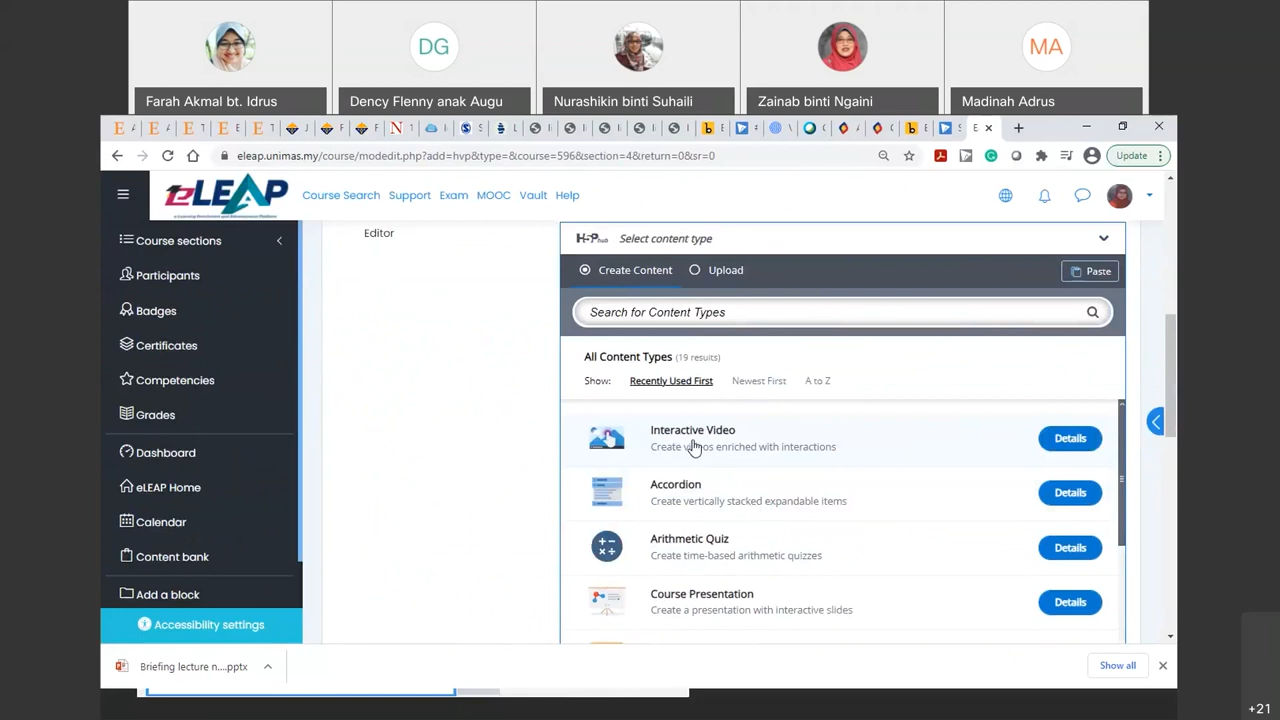 DG
MA
Farah Akmal bt. Idrus
Dency Flenny anak Augu
Nurashikin binti Suhaili
Zainab binti Ngaini
Madinah Adrus
eleap.unimas.my/course/modedit.php?add=hvp&type=&course=596&section=4&return=0&sr=0
Update
eLEAP
Course Search
Support
Exam
MOOC
Vault
Help
Course sections
Participants
Badges
Certificates
Competencies
Grades
Dashboard
eLEAP Home
Calendar
Content bank
Add a block
Accessibility settings
Editor
H5P hub
Select content type
Create Content
Upload
Paste
Search for Content Types
All Content Types (19 results)
Show:
Recently Used First
Newest First
A to Z
Interactive Video
Create videos enriched with interactions
Details
Accordion
Create vertically stacked expandable items
Details
Arithmetic Quiz
Create time-based arithmetic quizzes
Details
Course Presentation
Create a presentation with interactive slides
Details
Briefing lecture n....pptx
Show all
+21